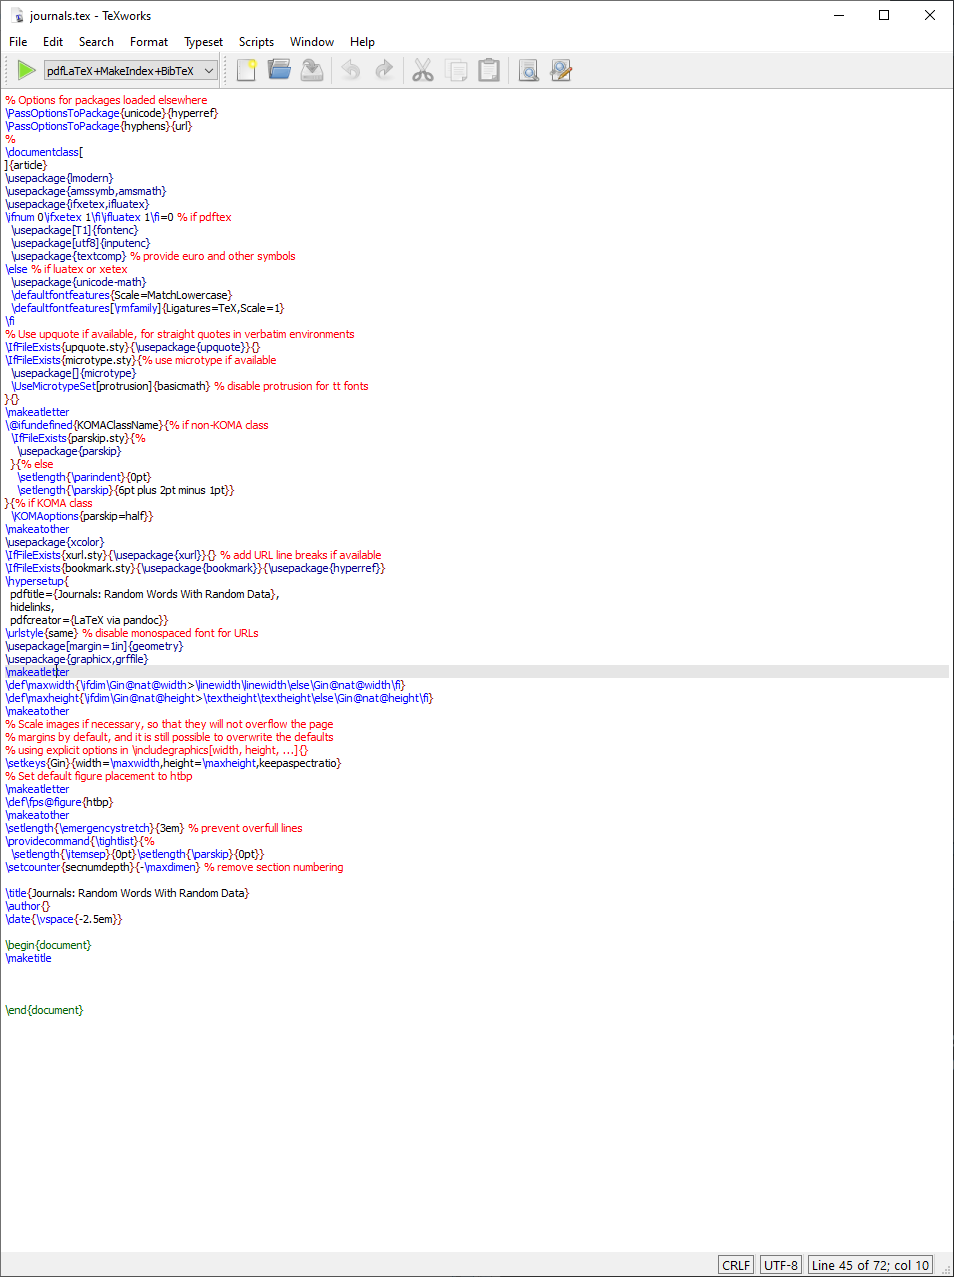 journals.tex - TeXworks
File Edit Search Format Typeset Scripts Window Help
pdfLaTeX+MakeIndex+BibTeX
% Options for packages loaded elsewhere
\PassOptionsToPackage{unicode}{hyperref}
\PassOptionsToPackage{hyphens}{url}
%
\documentclass[
]{article}
\usepackage{lmodern}
\usepackage{amssymb,amsmath}
\usepackage{ifxetex,ifluatex}
\ifnum 0\ifxetex 1\fi\ifluatex 1\fi=0 % if pdftex
  \usepackage[T1]{fontenc}
  \usepackage[utf8]{inputenc}
  \usepackage{textcomp} % provide euro and other symbols
\else % if luatex or xetex
  \usepackage{unicode-math}
  \defaultfontfeatures{Scale=MatchLowercase}
  \defaultfontfeatures[\rmfamily]{Ligatures=TeX,Scale=1}
\fi
% Use upquote if available, for straight quotes in verbatim environments
\IfFileExists{upquote.sty}{\usepackage{upquote}}{}
\IfFileExists{microtype.sty}{% use microtype if available
  \usepackage[]{microtype}
  \UseMicrotypeSet[protrusion]{basicmath} % disable protrusion for tt fonts
}{}
\makeatletter
\@ifundefined{KOMAClassName}{% if non-KOMA class
  \IfFileExists{parskip.sty}{%
    \usepackage{parskip}
  }{% else
    \setlength{\parindent}{0pt}
    \setlength{\parskip}{6pt plus 2pt minus 1pt}}
}{% if KOMA class
  \KOMAoptions{parskip=half}}
\makeatother
\usepackage{xcolor}
\IfFileExists{xurl.sty}{\usepackage{xurl}}{} % add URL line breaks if available
\IfFileExists{bookmark.sty}{\usepackage{bookmark}}{\usepackage{hyperref}}
\hypersetup{
  pdftitle={Journals: Random Words With Random Data},
  hidelinks,
  pdfcreator={LaTeX via pandoc}}
\urlstyle{same} % disable monospaced font for URLs
\usepackage[margin=1in]{geometry}
\usepackage{graphicx,grffile}
\makeatletter
\def\maxwidth{\ifdim\Gin@nat@width>\linewidth\linewidth\else\Gin@nat@width\fi}
\def\maxheight{\ifdim\Gin@nat@height>\textheight\textheight\else\Gin@nat@height\fi}
\makeatother
% Scale images if necessary, so that they will not overflow the page
% margins by default, and it is still possible to overwrite the defaults
% using explicit options in \includegraphics[width, height, ...]{}
\setkeys{Gin}{width=\maxwidth,height=\maxheight,keepaspectratio}
% Set default figure placement to htbp
\makeatletter
\def\fps@figure{htbp}
\makeatother
\setlength{\emergencystretch}{3em} % prevent overfull lines
\providecommand{\tightlist}{%
  \setlength{\itemsep}{0pt}\setlength{\parskip}{0pt}}
\setcounter{secnumdepth}{-\maxdimen} % remove section numbering
\title{Journals: Random Words With Random Data}
\author{}
\date{\vspace{-2.5em}}
\begin{document}
\maketitle
\end{document}
CRLF UTF-8 Line 45 of 72; col 10